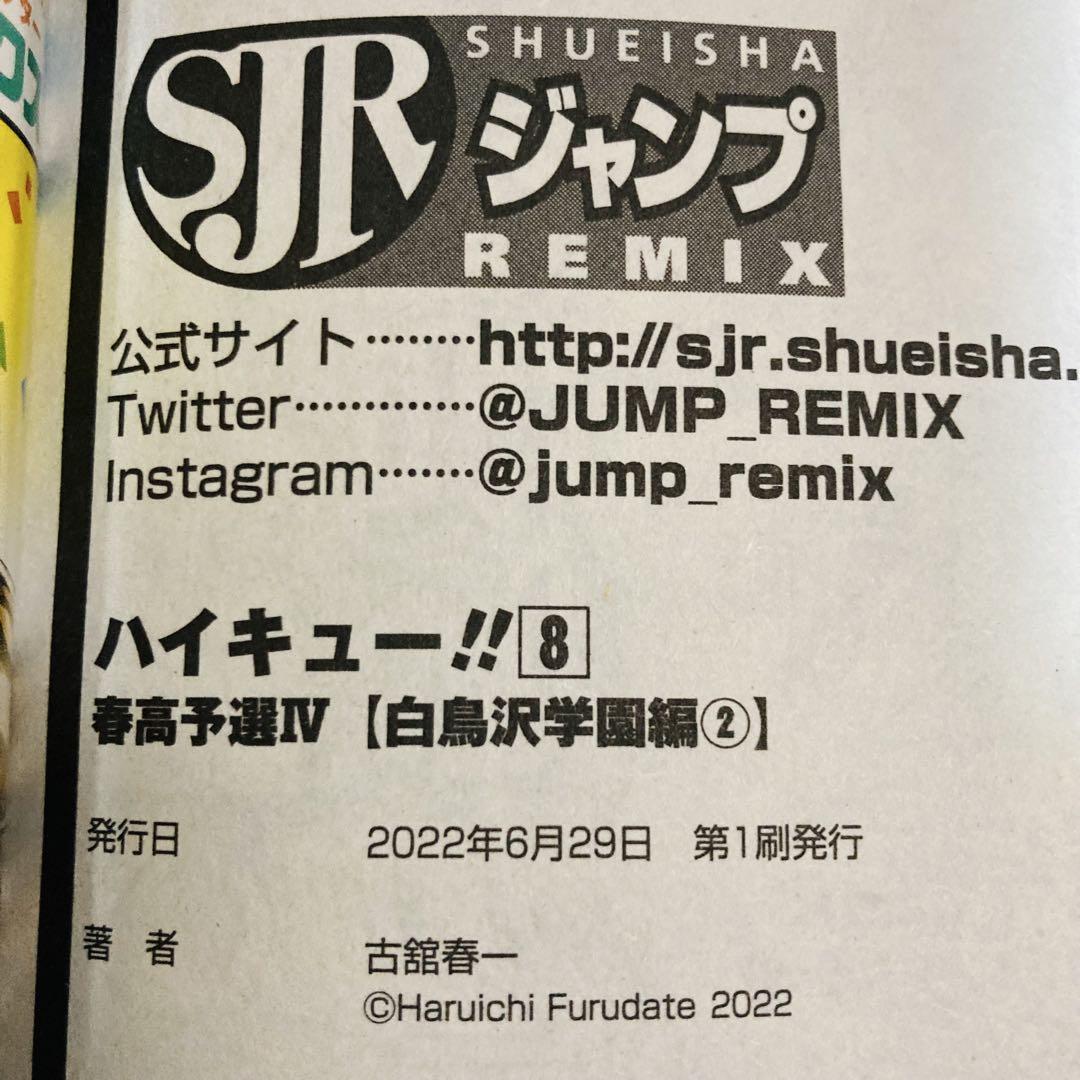 SJR
SHUEISHA
ジャンプ
REMIX
公式サイト………http://sjr.shueisha.
Twitter…………@JUMP_REMIX
Instagram……@jump_remix
ハイキュー!! 8
春高予選Ⅳ【白鳥沢学園編②】
発行日 2022年6月29日 第1刷発行
著者 古舘春一
©Haruichi Furudate 2022